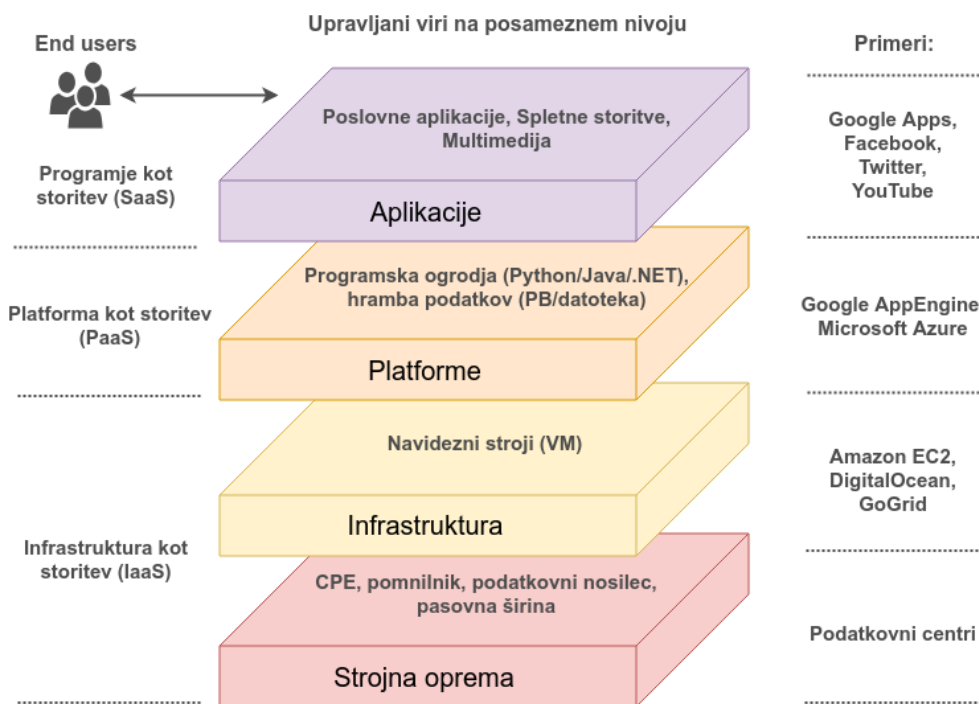 Upravljani viri na posameznem nivoju
End users
Primeri:
Poslovne aplikacije, Spletne storitve,
Multimedija
Aplikacije
Programje kot
storitev (SaaS)
Google Apps,
Facebook,
Twitter,
YouTube
Programska ogrodja (Python/Java/.NET),
hramba podatkov (PB/datoteka)
Platforme
Platforma kot storitev
(PaaS)
Google AppEngine
Microsoft Azure
Navidezni stroji (VM)
Infrastruktura
Amazon EC2,
DigitalOcean,
GoGrid
Infrastruktura kot
storitev (IaaS)
CPE, pomnilnik, podatkovni nosilec,
pasovna širina
Strojna oprema
Podatkovni centri